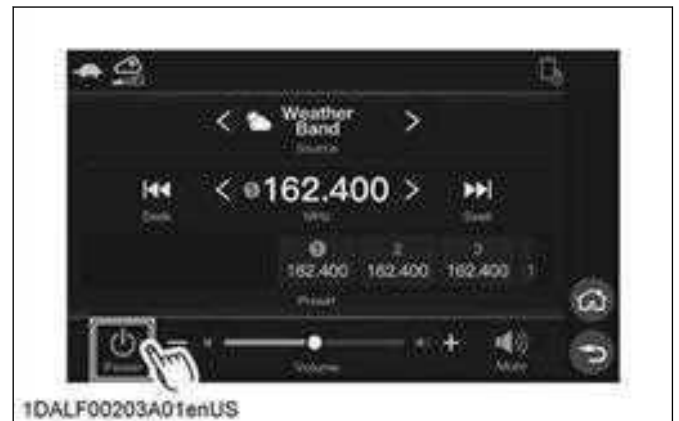 Weather
Band
Source
162.400
Seek
Seek
1 2 3
162.400 162.400 162.400 1
Preset
Power
Volume
Mute
1DALF00203A01enUS